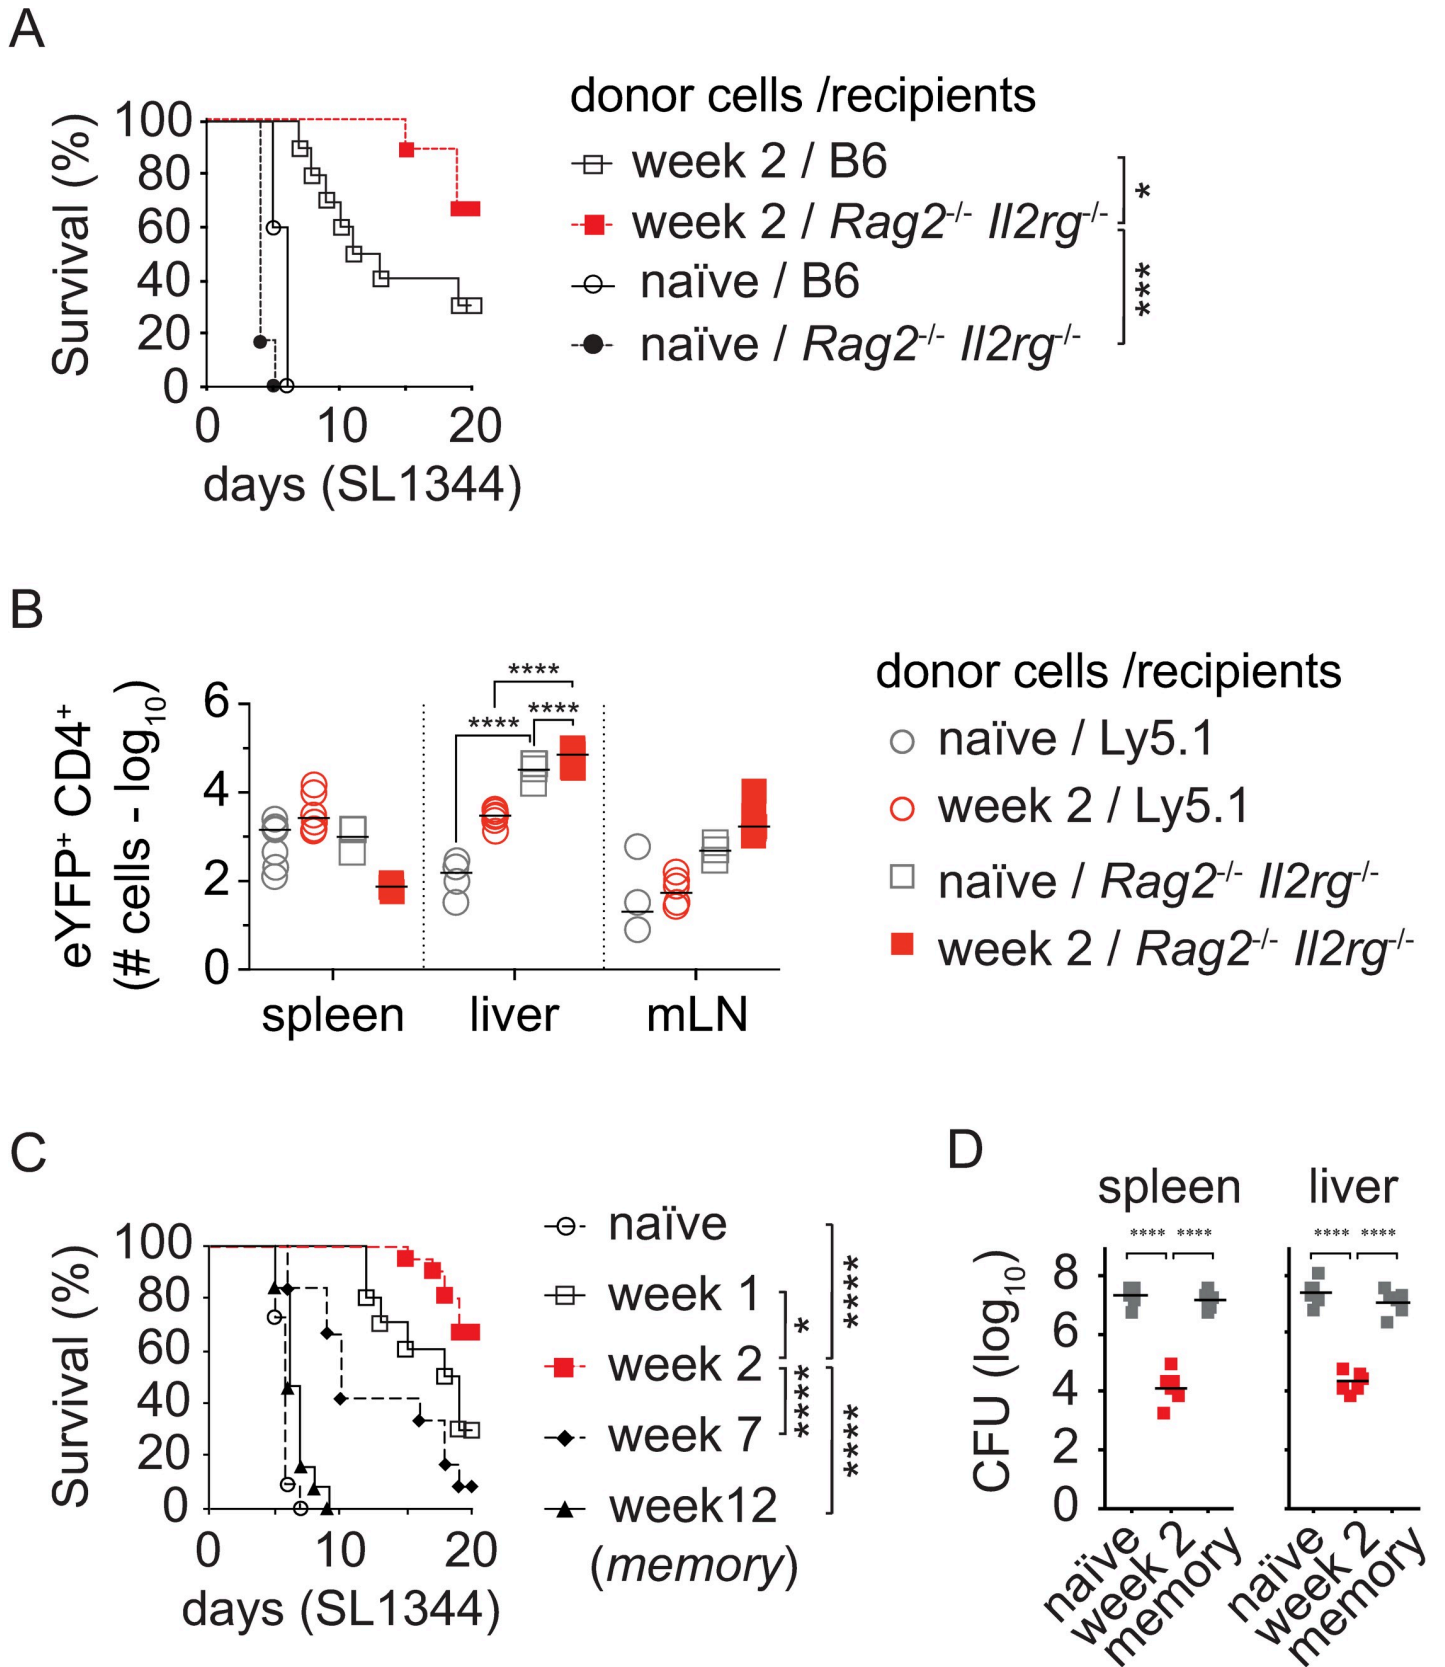 A
donor cells /recipients
Survival (%)
100
80
60
40
20
0
0 10 20
days (SL1344)
week 2 / B6
week 2 / Rag2-/- Il2rg-/-
naïve / B6
naïve / Rag2-/- Il2rg-/-
*
***
B
eYFP+ CD4+
(# cells - log10)
6
4
2
0
****
**** ****
spleen liver mLN
donor cells /recipients
naïve / Ly5.1
week 2 / Ly5.1
naïve / Rag2-/- Il2rg-/-
week 2 / Rag2-/- Il2rg-/-
C
Survival (%)
100
80
60
40
20
0
0 10 20
days (SL1344)
naïve
week 1
week 2
week 7
week12
(memory)
****
*
****
****
D
spleen liver
**** **** **** ****
CFU (log10)
8
6
4
2
0
naïve
week 2
memory
naïve
week 2
memory